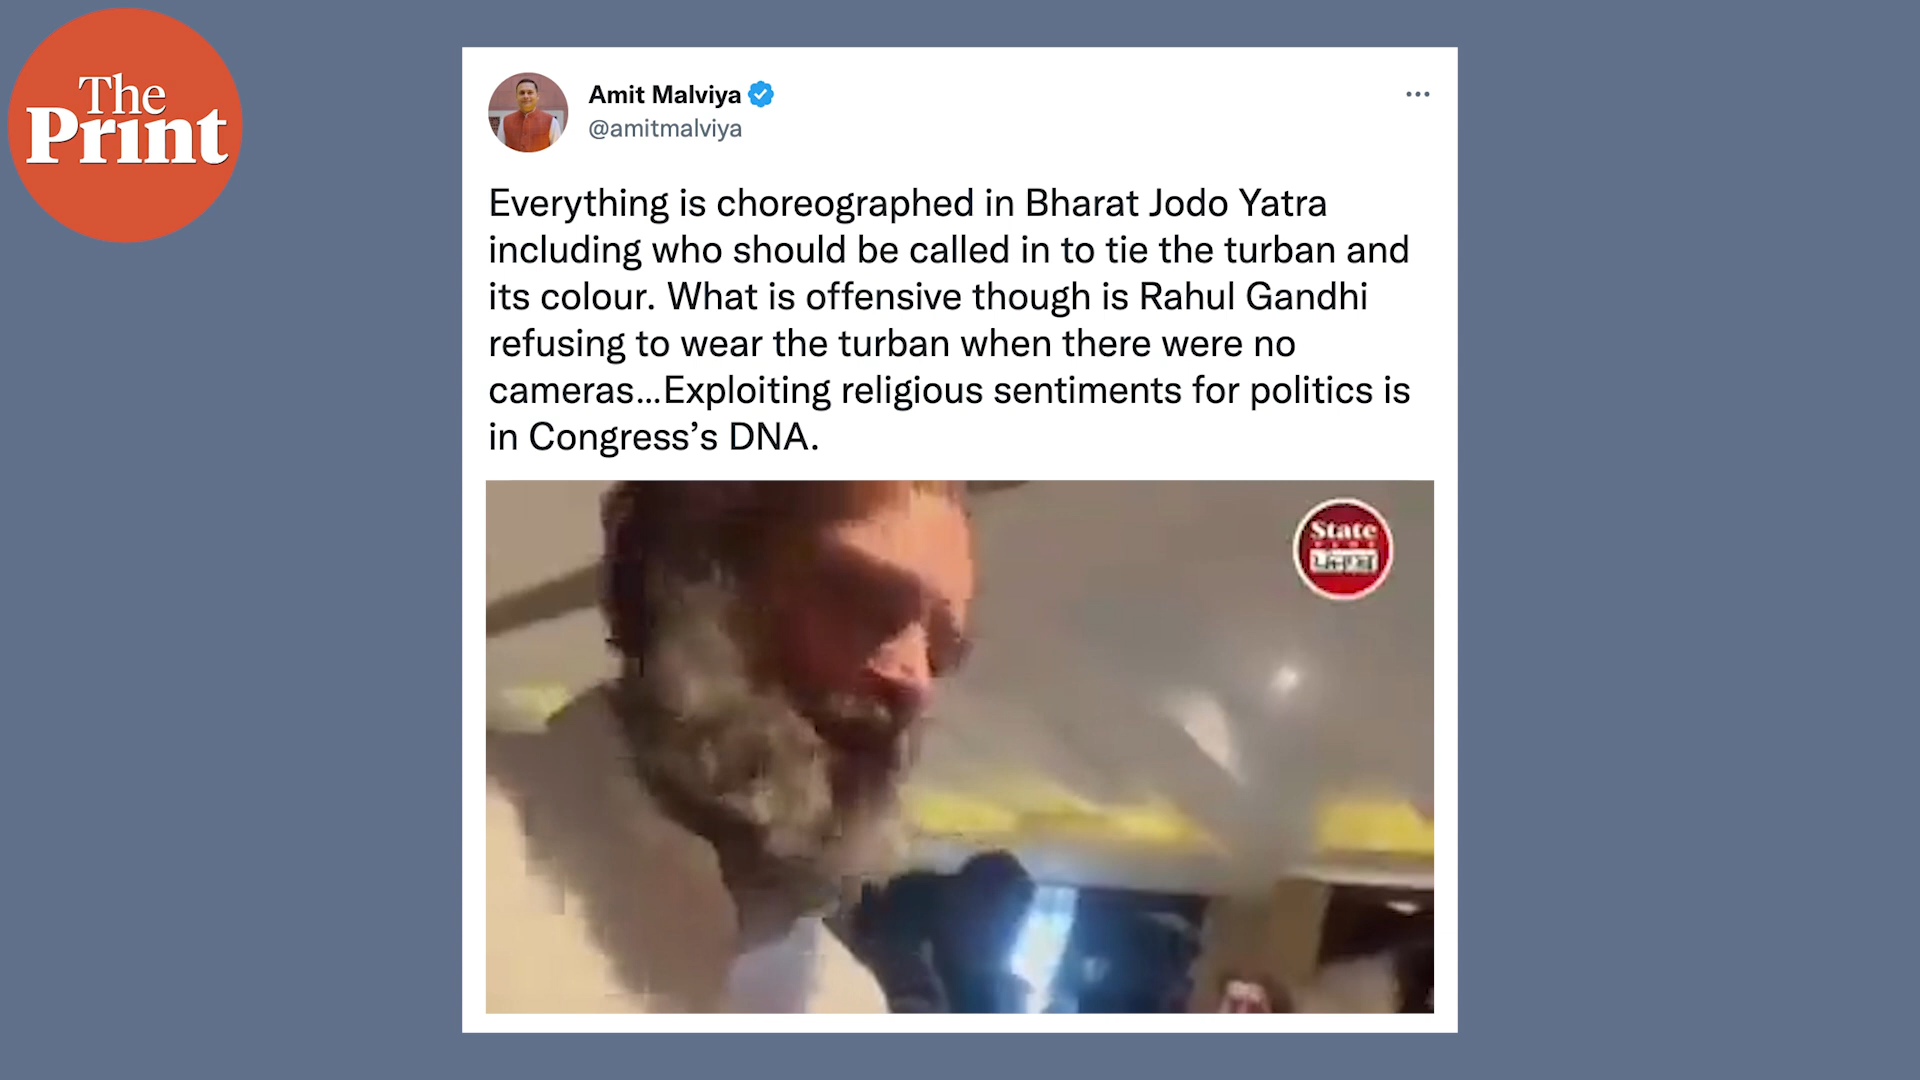 The
Print
Amit Malviya
@amitmalviya
Everything is choreographed in Bharat Jodo Yatra
including who should be called in to tie the turban and
its colour. What is offensive though is Rahul Gandhi
refusing to wear the turban when there were no
cameras...Exploiting religious sentiments for politics is
in Congress’s DNA.
State